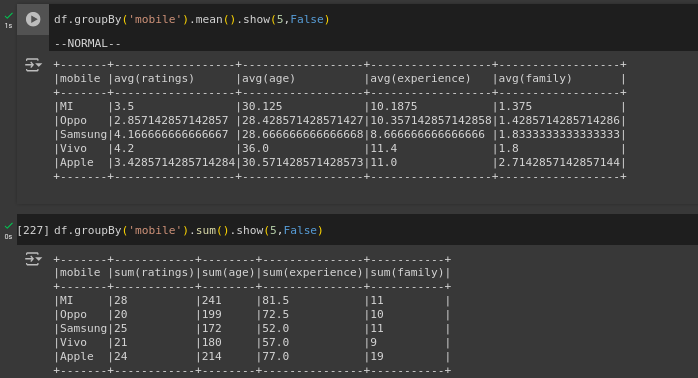 1s
df.groupBy('mobile').mean().show(5,False)
--NORMAL--
+-------+------------------+------------------+------------------+------------------+
|mobile |avg(ratings)      |avg(age)          |avg(experience)   |avg(family)       |
+-------+------------------+------------------+------------------+------------------+
|MI     |3.5               |30.125            |10.1875           |1.375             |
|Oppo   |2.857142857142857 |28.428571428571427|10.357142857142858|1.4285714285714286|
|Samsung|4.166666666666667 |28.666666666666668|8.666666666666666 |1.8333333333333333|
|Vivo   |4.2               |36.0              |11.4              |1.8               |
|Apple  |3.4285714285714284|30.571428571428573|11.0              |2.7142857142857144|
+-------+------------------+------------------+------------------+------------------+
0s
[227] df.groupBy('mobile').sum().show(5,False)
+-------+------------+--------+---------------+-----------+
|mobile |sum(ratings)|sum(age)|sum(experience)|sum(family)|
+-------+------------+--------+---------------+-----------+
|MI     |28          |241     |81.5           |11         |
|Oppo   |20          |199     |72.5           |10         |
|Samsung|25          |172     |52.0           |11         |
|Vivo   |21          |180     |57.0           |9          |
|Apple  |24          |214     |77.0           |19         |
+-------+------------+--------+---------------+-----------+